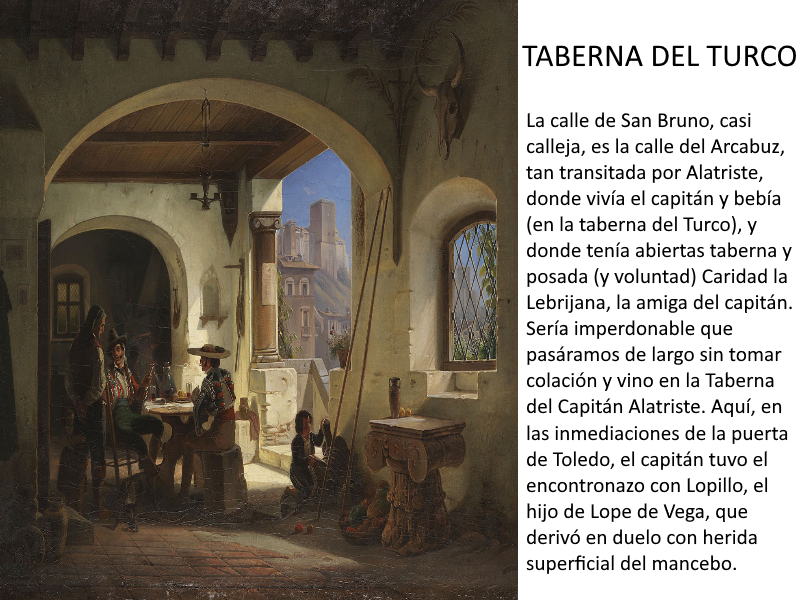 TABERNA DEL TURCO
La calle de San Bruno, casi
calleja, es la calle del Arcabuz,
tan transitada por Alatriste,
donde vivía el capitán y bebía
(en la taberna del Turco), y
donde tenía abiertas taberna y
posada (y voluntad) Caridad la
Lebrijana, la amiga del capitán.
Sería imperdonable que
pasáramos de largo sin tomar
colación y vino en la Taberna
del Capitán Alatriste. Aquí, en
las inmediaciones de la puerta
de Toledo, el capitán tuvo el
encontronazo con Lopillo, el
hijo de Lope de Vega, que
derivó en duelo con herida
superficial del mancebo.